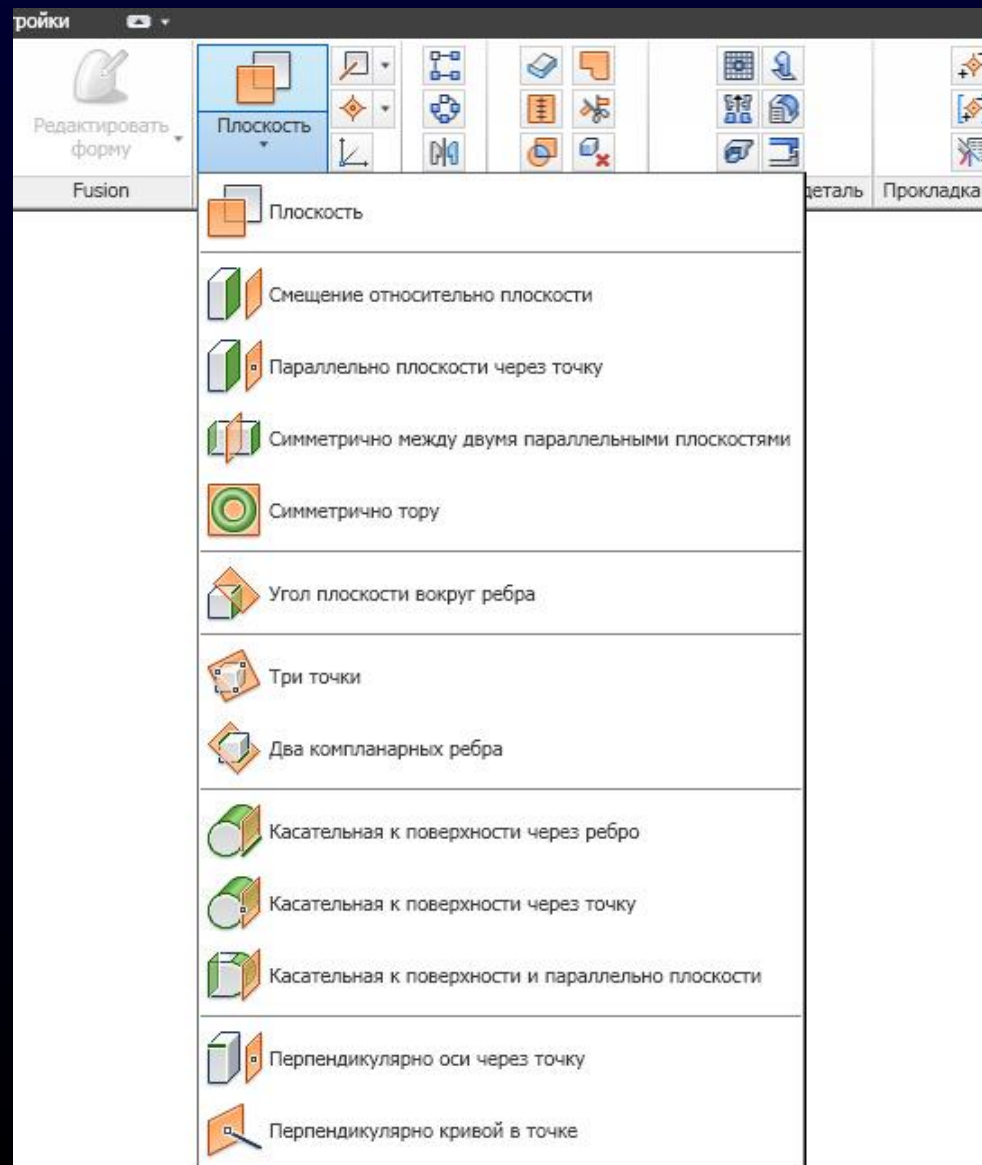 ройки
Редактировать
форму
Плоскость
Fusion
деталь
Прокладка
Плоскость
Смещение относительно плоскости
Параллельно плоскости через точку
Симметрично между двумя параллельными плоскостями
Симметрично тору
Угол плоскости вокруг ребра
Три точки
Два компланарных ребра
Касательная к поверхности через ребро
Касательная к поверхности через точку
Касательная к поверхности и параллельно плоскости
Перпендикулярно оси через точку
Перпендикулярно кривой в точке